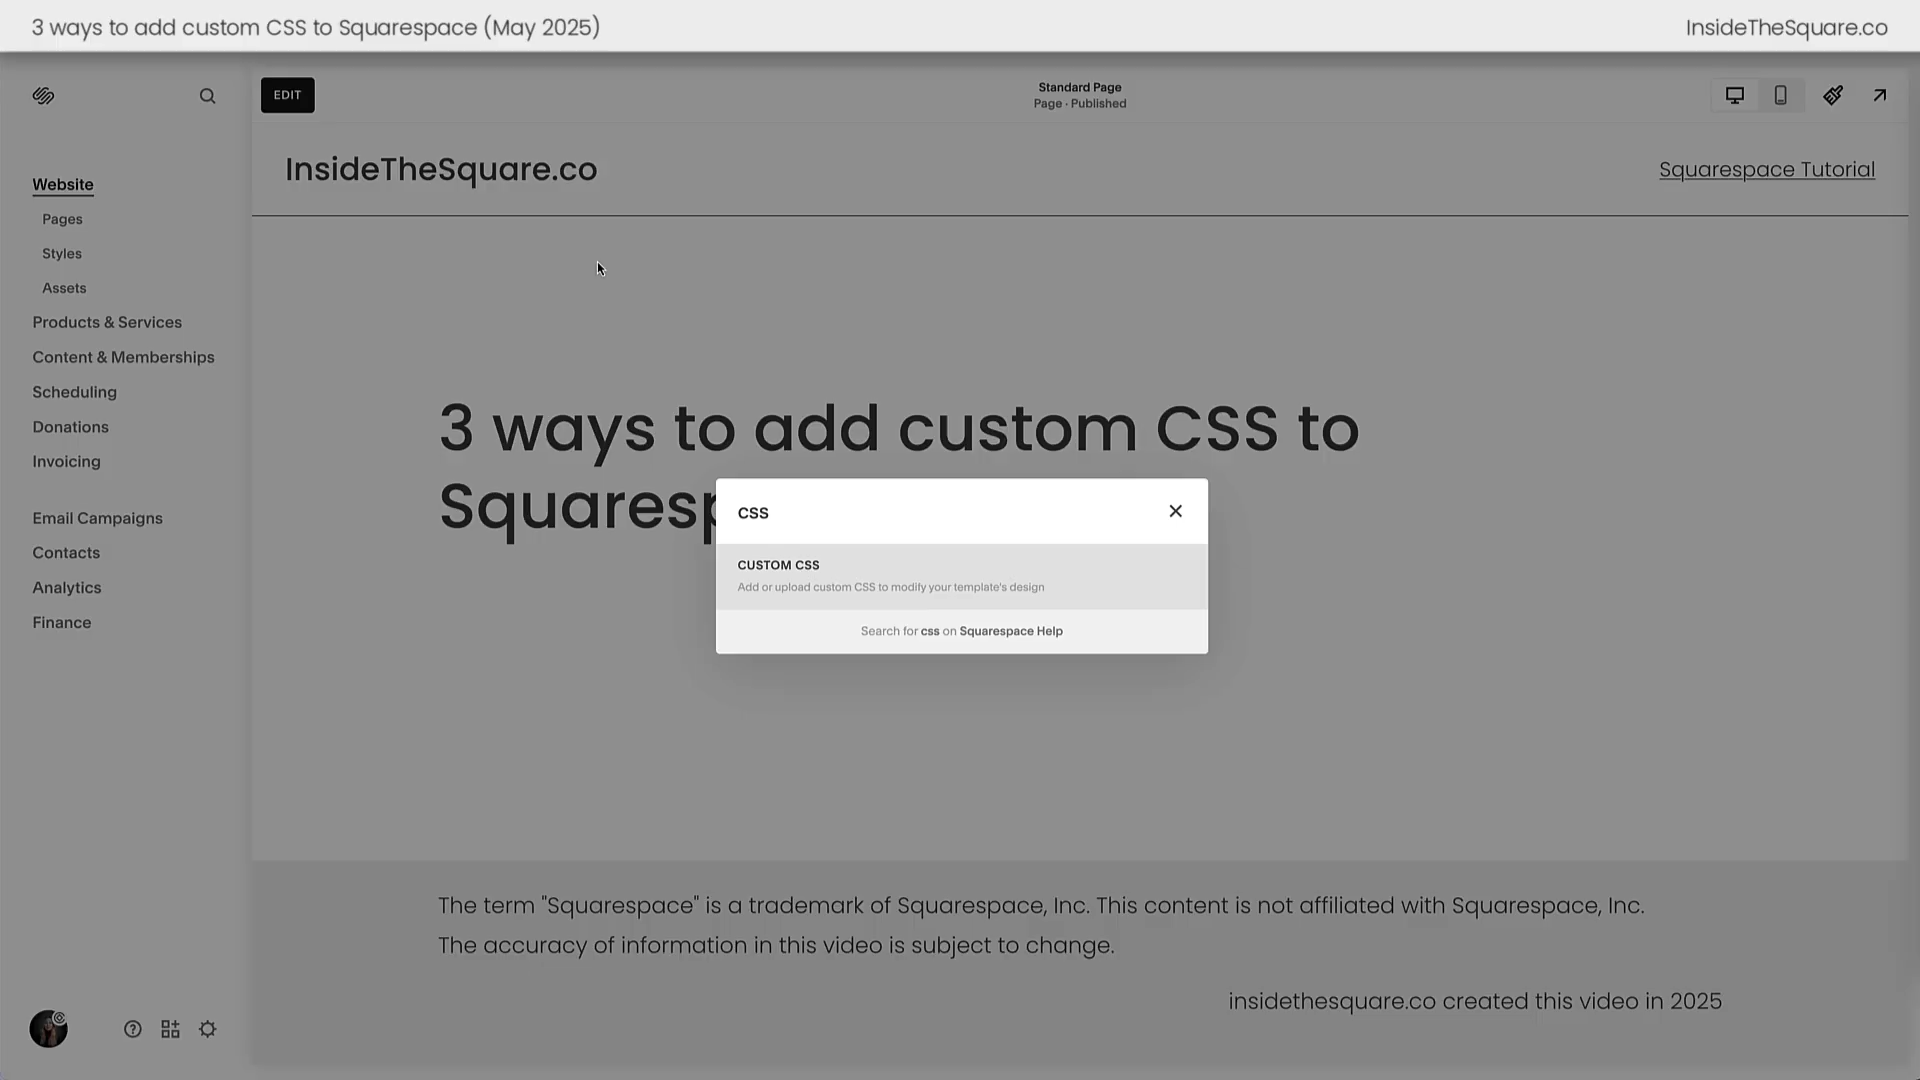 3 ways to add custom CSS to Squarespace (May 2025)
InsideTheSquare.co
EDIT
Standard Page
Page · Published
Website
Pages
Styles
Assets
Products & Services
Content & Memberships
Scheduling
Donations
Invoicing
Email Campaigns
Contacts
Analytics
Finance
InsideTheSquare.co
Squarespace Tutorial
3 ways to add custom CSS to
Squaresp
CSS
CUSTOM CSS
Add or upload custom CSS to modify your template's design
Search for css on Squarespace Help
The term "Squarespace" is a trademark of Squarespace, Inc. This content is not affiliated with Squarespace, Inc.
The accuracy of information in this video is subject to change.
insidethesquare.co created this video in 2025